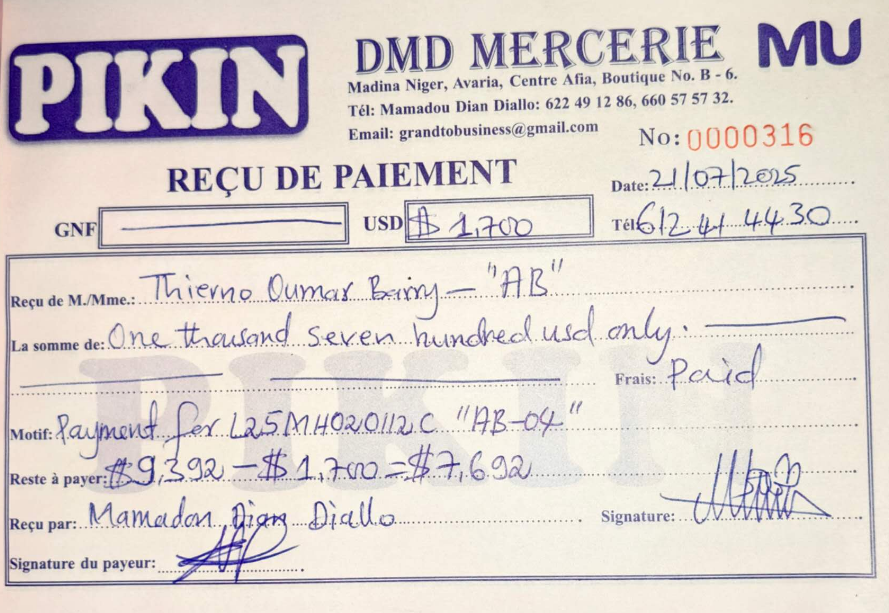 PIKIN
DMD MERCERIE MU
Madina Niger, Avaria, Centre Afia, Boutique No. B - 6.
Tél: Mamadou Dian Diallo: 622 49 12 86, 660 57 57 32.
Email: grandtobusiness@gmail.com
No: 0000316
REÇU DE PAIEMENT
Date: 21/07/2025
GNF
USD $ 1,700
Tél 612 41 44 30
Reçu de M./Mme.: Thierno Oumar Barry - "AB"
La somme de: One thousand seven hundred usd only.
Frais: Paid
Motif: Payment for L25MH020112C "AB-04"
Reste à payer: $9,392 - $1,700 = $7,692
Reçu par: Mamadou Dian Diallo
Signature:
Signature du payeur:
PIKIN